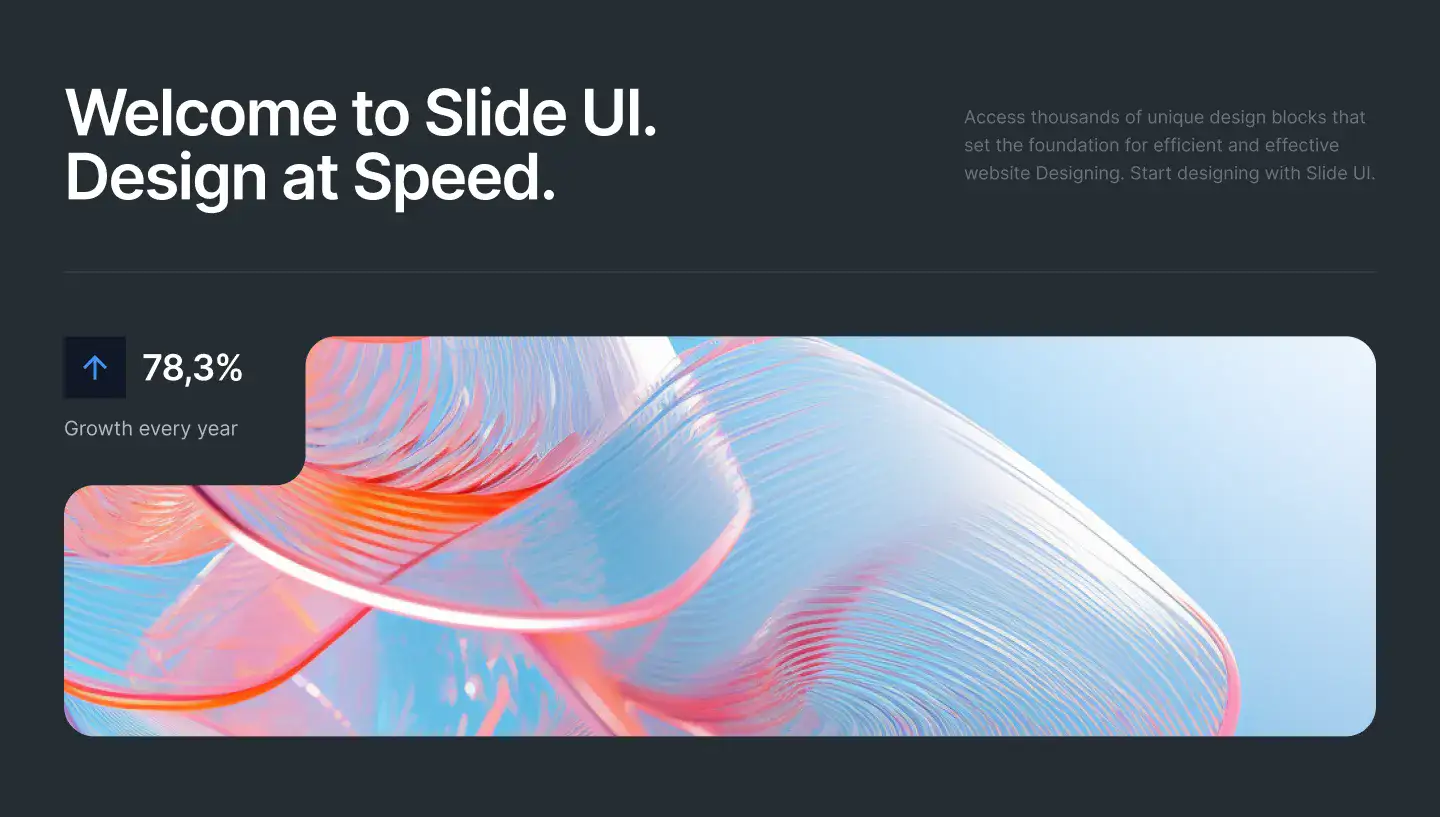 Welcome to Slide UI.
Design at Speed.
Access thousands of unique design blocks that
set the foundation for efficient and effective
website Designing. Start designing with Slide UI.
78,3%
Growth every year